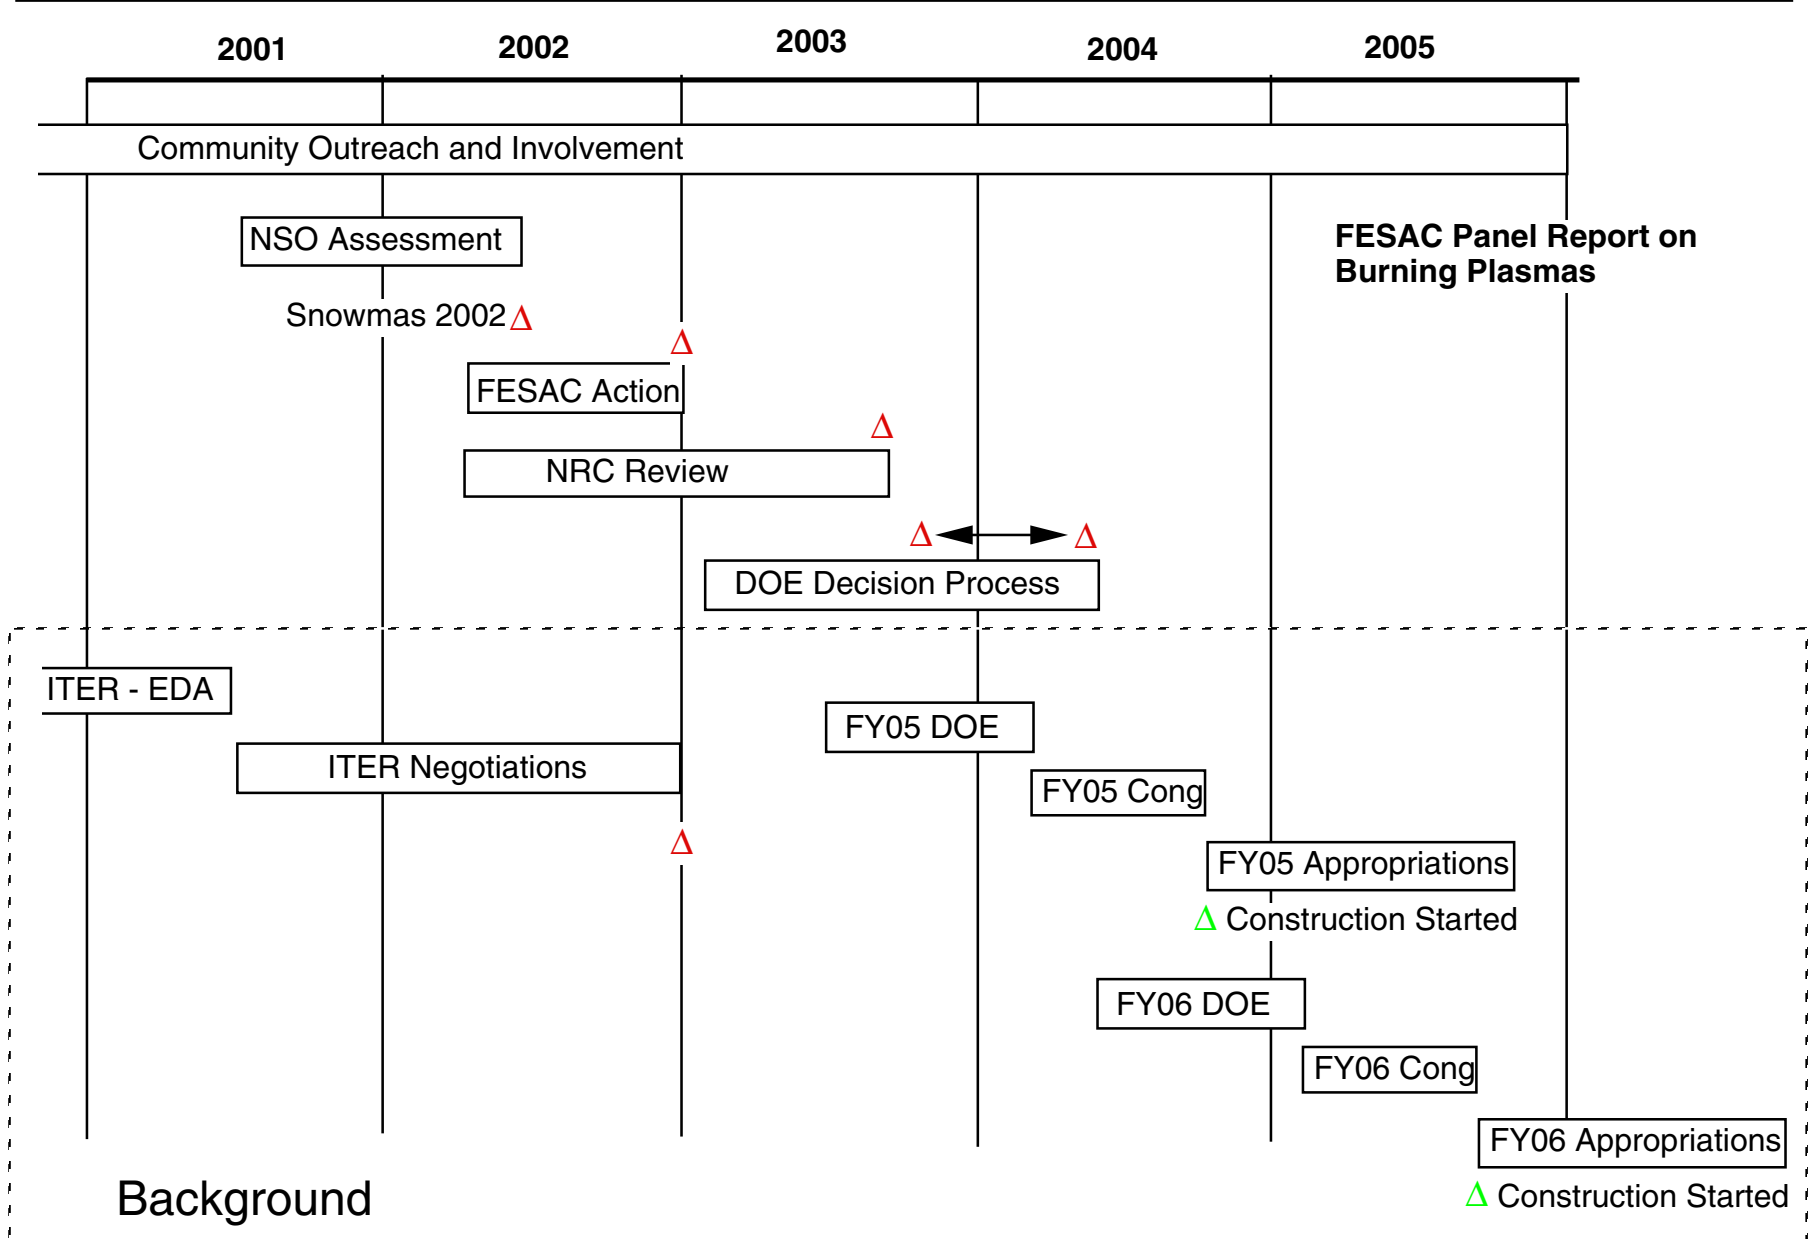 2001 2002 2003 2004 2005
Community Outreach and Involvement
NSO Assessment
FESAC Panel Report on
Burning Plasmas
Snowmas 2002 Δ
Δ
FESAC Action
Δ
NRC Review
Δ Δ
DOE Decision Process
ITER - EDA
FY05 DOE
ITER Negotiations
FY05 Cong
Δ
FY05 Appropriations
Δ Construction Started
FY06 DOE
FY06 Cong
FY06 Appropriations
Δ Construction Started
Background